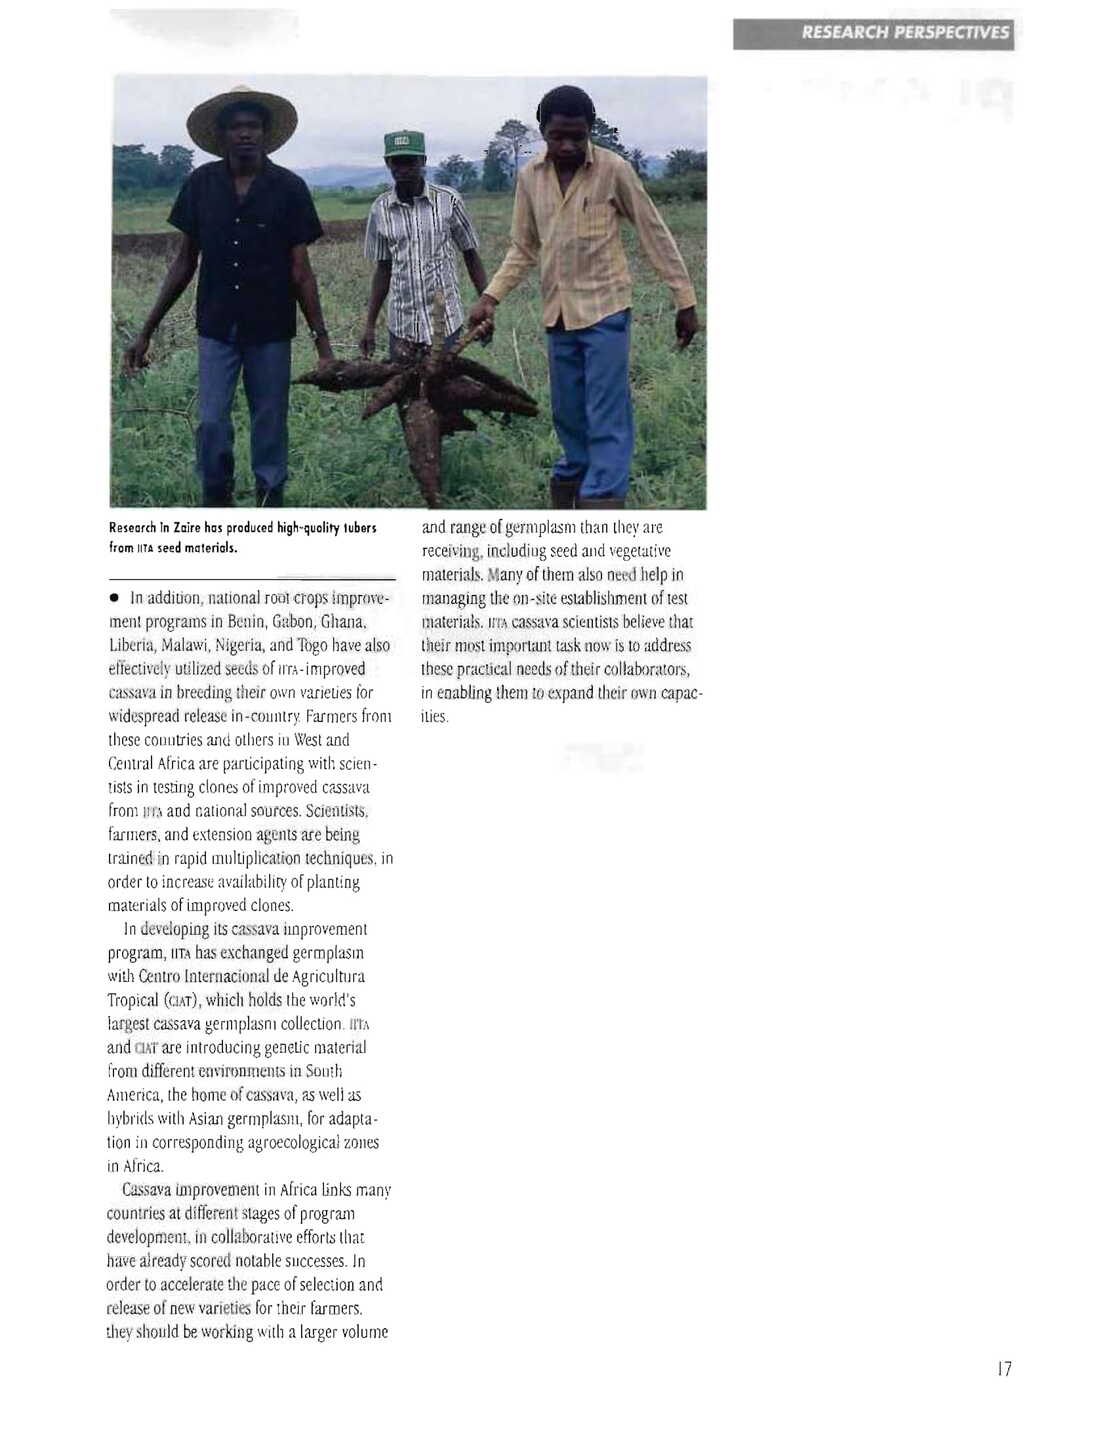 RESEARCH PERSPECTIVES
IITA
Research in Zaire has produced high-quality tubers
from IITA seed materials.
• In addition, national root crops improve-
ment programs in Benin, Gabon, Ghana,
Liberia, Malawi, Nigeria, and Togo have also
effectively utilized seeds of IITA-improved
cassava in breeding their own varieties for
widespread release in-country. Farmers from
these countries and others in West and
Central Africa are participating with scien-
tists in testing clones of improved cassava
from IITA and national sources. Scientists,
farmers, and extension agents are being
trained in rapid multiplication techniques, in
order to increase availability of planting
materials of improved clones.
In developing its cassava improvement
program, IITA has exchanged germplasm
with Centro Internacional de Agricultura
Tropical (CIAT), which holds the world's
largest cassava germplasm collection. IITA
and CIAT are introducing genetic material
from different environments in South
America, the home of cassava, as well as
hybrids with Asian germplasm, for adapta-
tion in corresponding agroecological zones
in Africa.
Cassava improvement in Africa links many
countries at different stages of program
development, in collaborative efforts that
have already scored notable successes. In
order to accelerate the pace of selection and
release of new varieties for their farmers,
they should be working with a larger volume
and range of germplasm than they are
receiving, including seed and vegetative
materials. Many of them also need help in
managing the on-site establishment of test
materials. IITA cassava scientists believe that
their most important task now is to address
these practical needs of their collaborators,
in enabling them to expand their own capac-
ities.
17